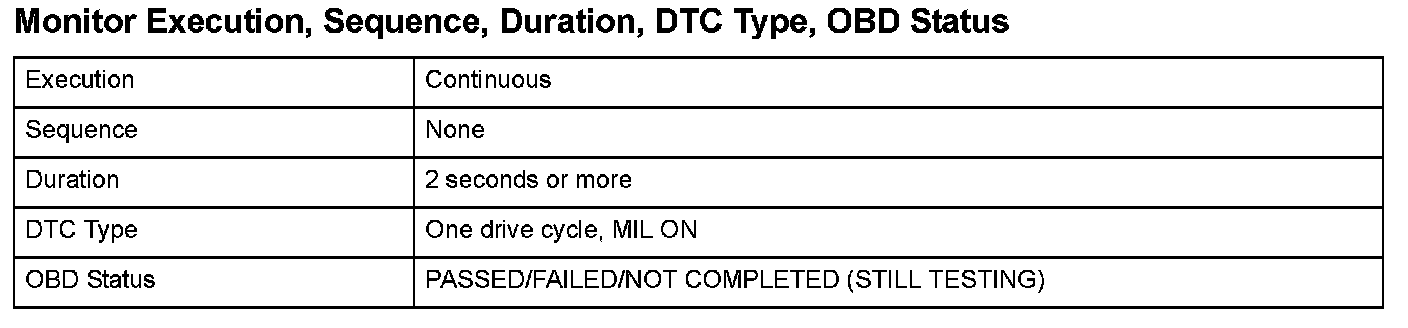 Monitor Execution, Sequence, Duration, DTC Type, OBD Status
Execution Continuous
Sequence None
Duration 2 seconds or more
DTC Type One drive cycle, MIL ON
OBD Status PASSED/FAILED/NOT COMPLETED (STILL TESTING)